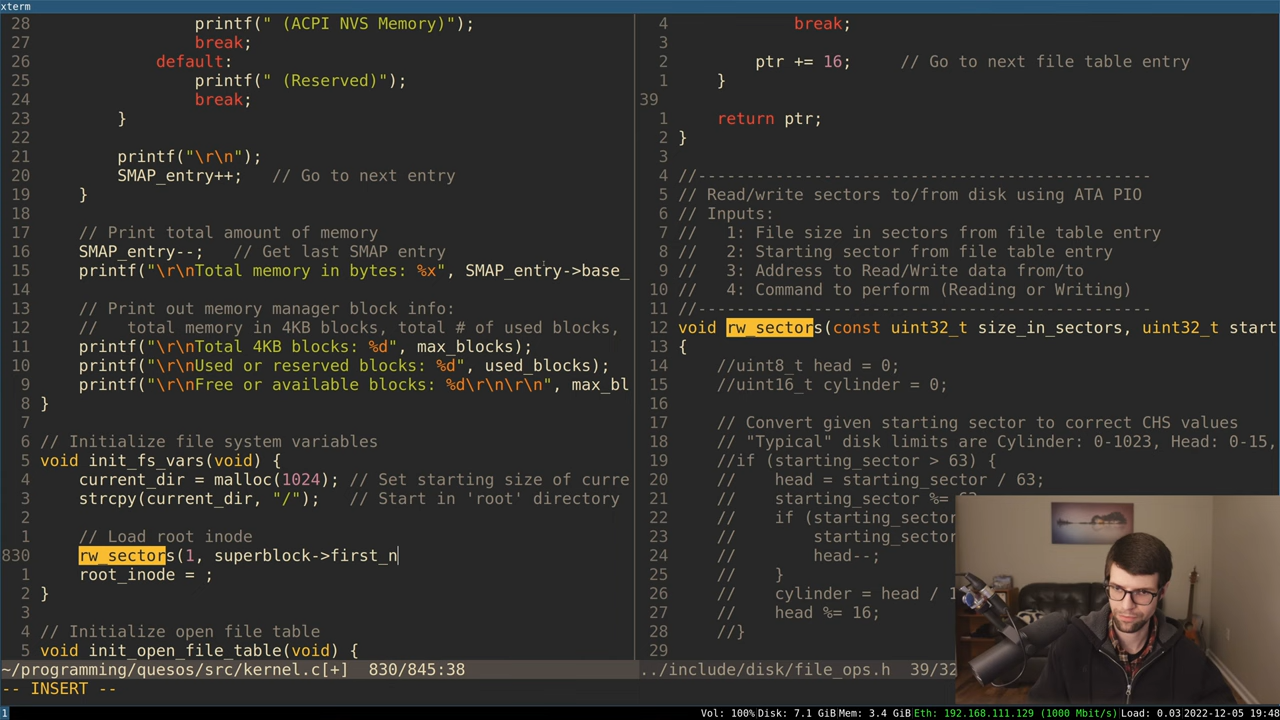 xterm
28 printf(" (ACPI NVS Memory)");
27 break;
26 default:
25 printf(" (Reserved)");
24 break;
23 }
22
21 printf("\r\n");
20 SMAP_entry++; // Go to next entry
19 }
18
17 // Print total amount of memory
16 SMAP_entry--; // Get last SMAP entry
15 printf("\r\nTotal memory in bytes: %x", SMAP_entry->base_
14
13 // Print out memory manager block info:
12 // total memory in 4KB blocks, total # of used blocks,
11 printf("\r\nTotal 4KB blocks: %d", max_blocks);
10 printf("\r\nUsed or reserved blocks: %d", used_blocks);
9 printf("\r\nFree or available blocks: %d\r\n\r\n", max_bl
8 }
7
6 // Initialize file system variables
5 void init_fs_vars(void) {
4 current_dir = malloc(1024); // Set starting size of curre
3 strcpy(current_dir, "/"); // Start in 'root' directory
2
1 // Load root inode
830 rw_sectors(1, superblock->first_n
1 root_inode = ;
2 }
3
4 // Initialize open file table
5 void init_open_file_table(void) {
~/programming/quesos/src/kernel.c[+] 830/845:38
-- INSERT --
4 break;
3
2 ptr += 16; // Go to next file table entry
1 }
39
1 return ptr;
2 }
3
4 //-----------------------------------------------
5 // Read/write sectors to/from disk using ATA PIO
6 // Inputs:
7 // 1: File size in sectors from file table entry
8 // 2: Starting sector from file table entry
9 // 3: Address to Read/Write data from/to
10 // 4: Command to perform (Reading or Writing)
11 //-----------------------------------------------
12 void rw_sectors(const uint32_t size_in_sectors, uint32_t start
13 {
14 //uint8_t head = 0;
15 //uint16_t cylinder = 0;
16
17 // Convert given starting sector to correct CHS values
18 // "Typical" disk limits are Cylinder: 0-1023, Head: 0-15,
19 //if (starting_sector > 63) {
20 // head = starting_sector / 63;
21 // starting_sector %= 63
22 // if (starting_sector
23 // starting_sec
24 // head--;
25 // }
26 // cylinder = head / 1
27 // head %= 16;
28 //}
29
../include/disk/file_ops.h 39/32
1 Vol: 100% Disk: 7.1 GiB Mem: 3.4 GiB Eth: 192.168.111.129 (1000 Mbit/s) Load: 0.03 2022-12-05 19:48